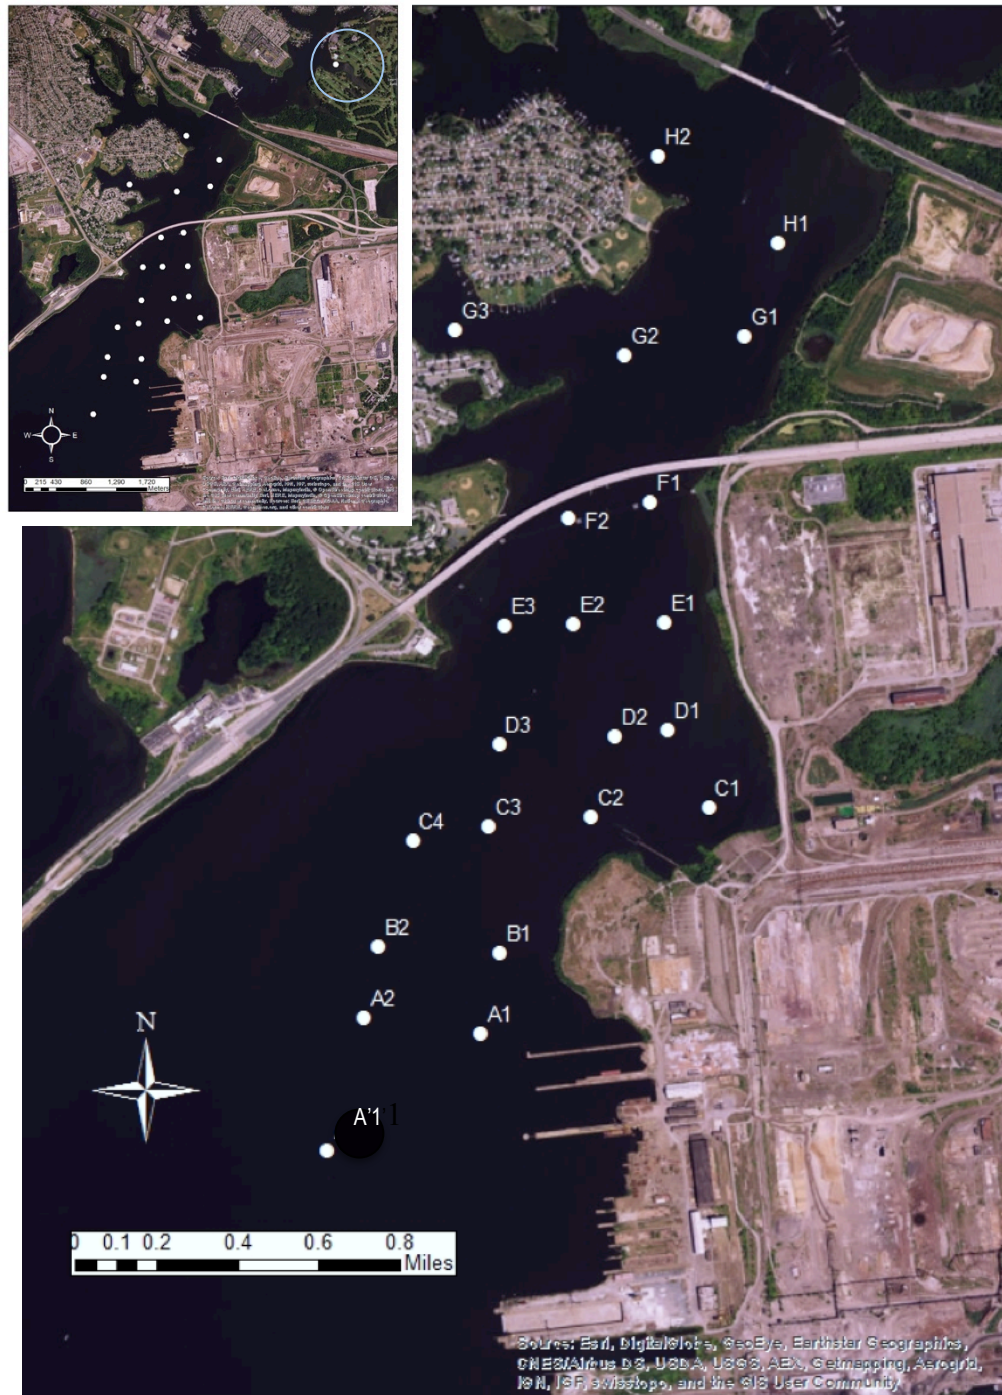 N
W E
S
0 215 430 860 1,290 1,720
Meters
H2
H1
G3
G2
G1
F1
F2
E3
E2
E1
D3
D2
D1
C4
C3
C2
C1
B2
B1
A2
A1
N
A'1
0 0.1 0.2 0.4 0.6 0.8
Miles
Source: Esri, DigitalGlobe, GeoEye, Earthstar Geographics,
CNES/Airbus DS, USDA, USGS, AEX, Getmapping, Aerogrid,
IGN, IGP, swisstopo, and the GIS User Community